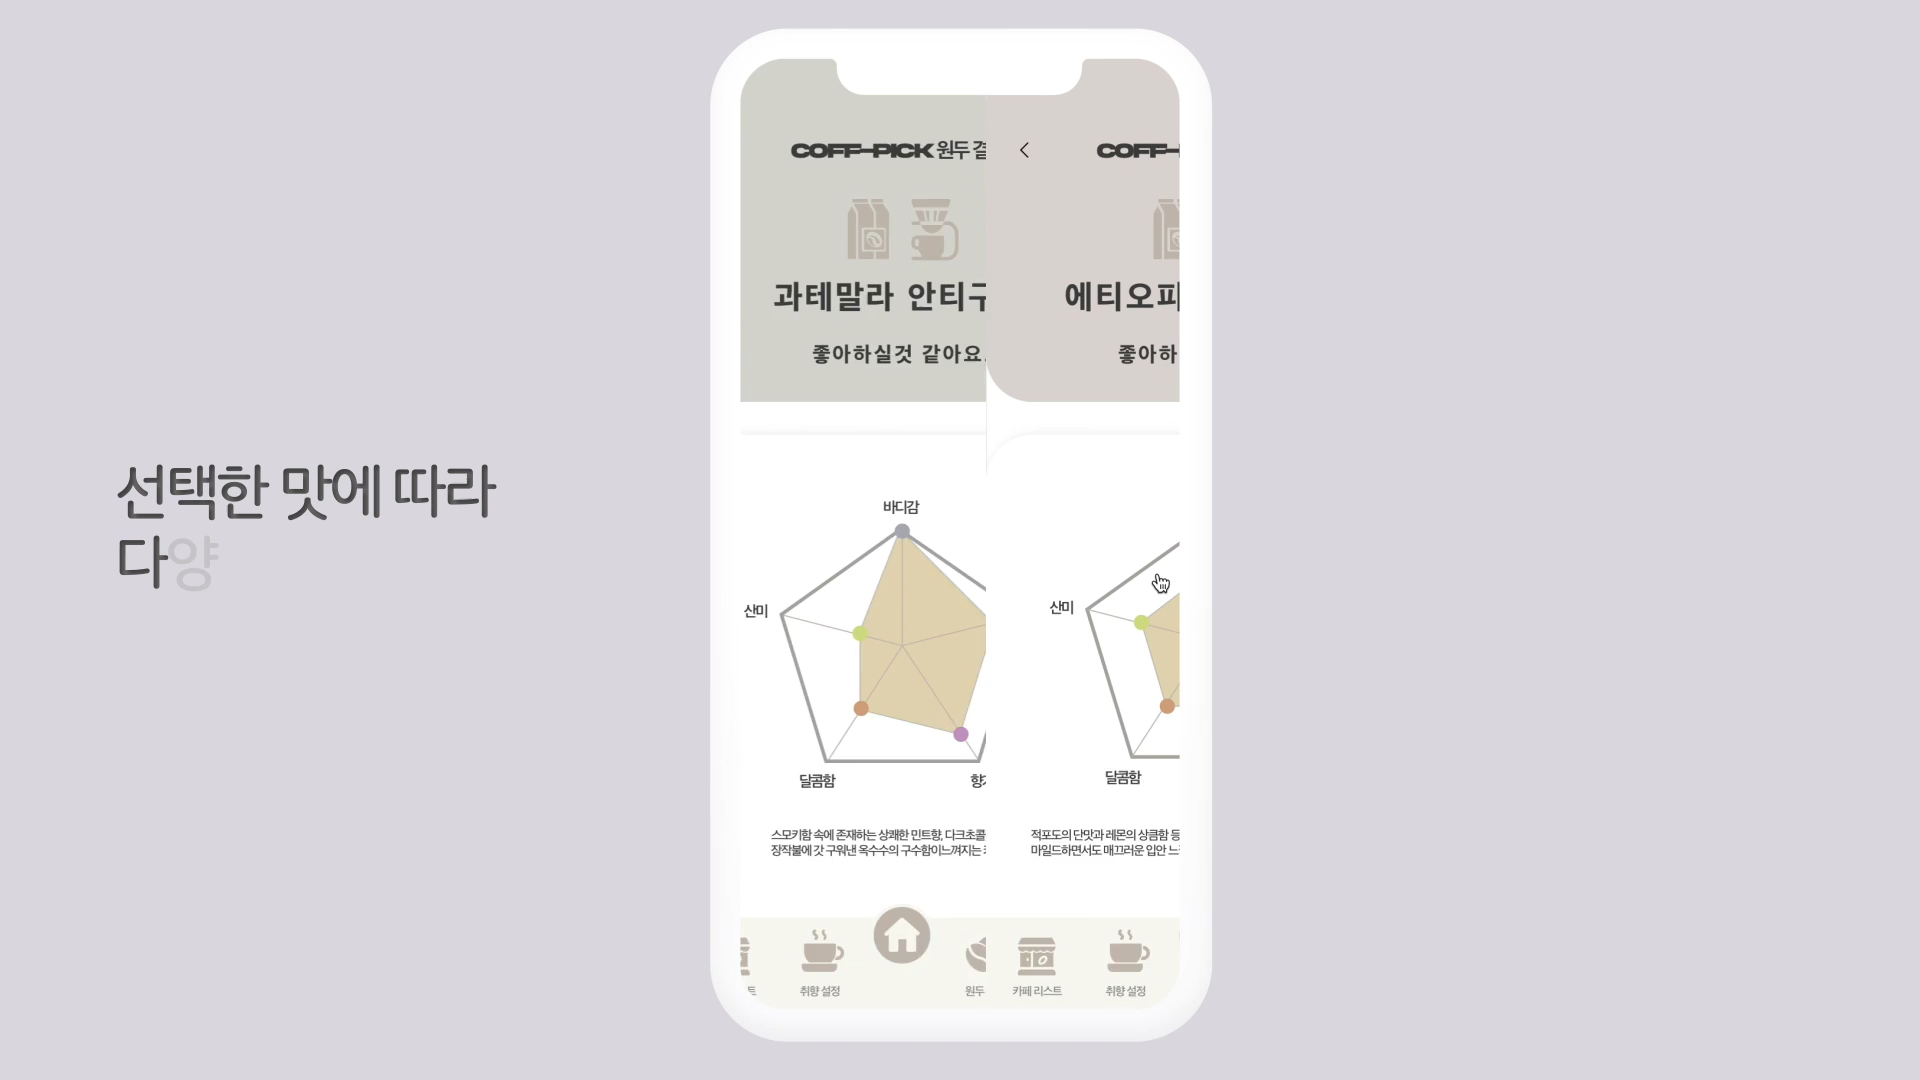 선택한 맛에 따라
다양
COFF-PICK 원두 결
과테말라 안티구
좋아하실것 같아요.
바디감
산미
달콤함
향
스모키함 속에 존재하는 상쾌한 민트향, 다크초콜
장작불에 갓 구워낸 옥수수의 구수함이느껴지는
트
취향 설정
원두
COFF-
에티오피
좋아하
산미
달콤함
적포도의 단맛과 레몬의 상큼함 등
마일드하면서도 매끄러운 입안 느
카페 리스트
취향 설정